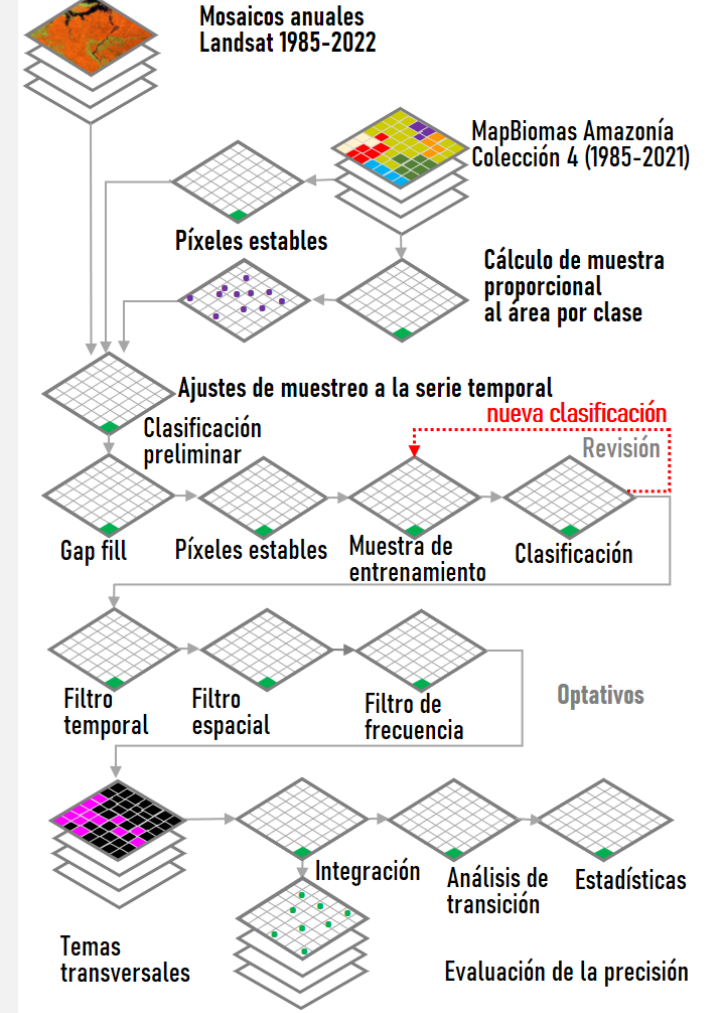 Mosaicos anuales
Landsat 1985-2022
MapBiomas Amazonía
Colección 4 (1985-2021)
Píxeles estables
Cálculo de muestra
proporcional
al área por clase
Ajustes de muestreo a la serie temporal
nueva clasificación
Clasificación
preliminar
Revisión
Gap fill
Píxeles estables
Muestra de
entrenamiento
Clasificación
Filtro
temporal
Filtro
espacial
Filtro de
frecuencia
Optativos
Integración
Análisis de
transición
Estadísticas
Temas
transversales
Evaluación de la precisión